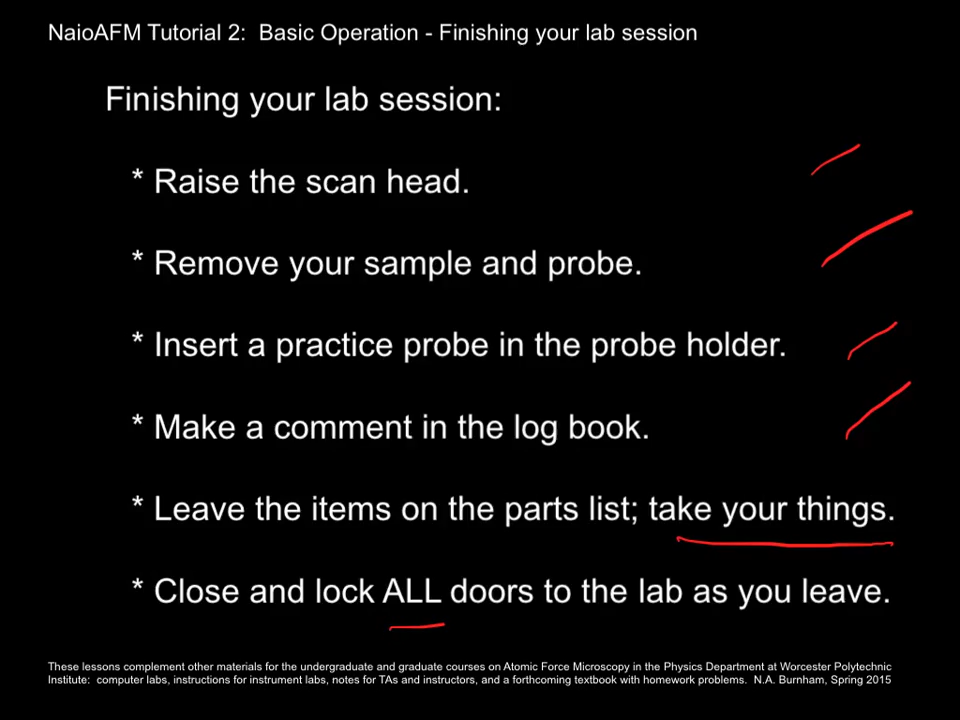 NaioAFM Tutorial 2: Basic Operation - Finishing your lab session
Finishing your lab session:
* Raise the scan head.
* Remove your sample and probe.
* Insert a practice probe in the probe holder.
* Make a comment in the log book.
* Leave the items on the parts list; take your things.
* Close and lock ALL doors to the lab as you leave.
These lessons complement other materials for the undergraduate and graduate courses on Atomic Force Microscopy in the Physics Department at Worcester Polytechnic
Institute: computer labs, instructions for instrument labs, notes for TAs and instructors, and a forthcoming textbook with homework problems. N.A. Burnham, Spring 2015